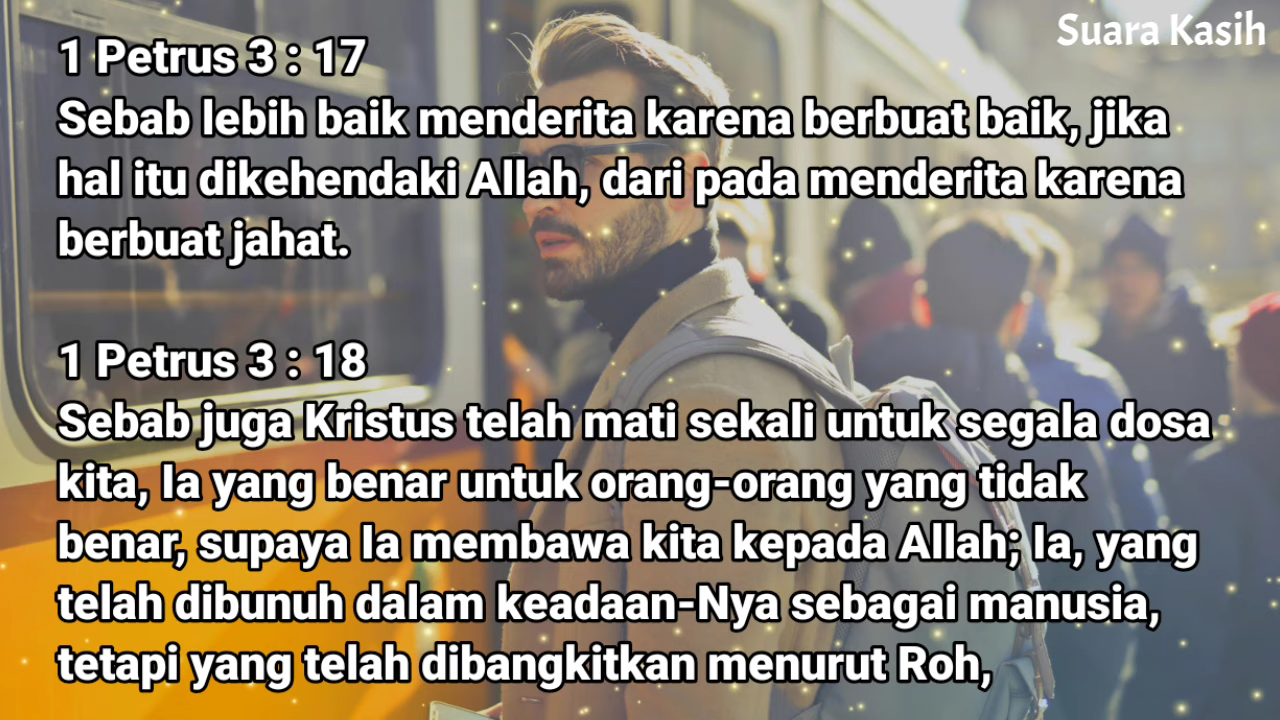 Suara Kasih
1 Petrus 3 : 17
Sebab lebih baik menderita karena berbuat baik, jika
hal itu dikehendaki Allah, dari pada menderita karena
berbuat jahat.
1 Petrus 3 : 18
Sebab juga Kristus telah mati sekali untuk segala dosa
kita, Ia yang benar untuk orang-orang yang tidak
benar, supaya Ia membawa kita kepada Allah; Ia, yang
telah dibunuh dalam keadaan-Nya sebagai manusia,
tetapi yang telah dibangkitkan menurut Roh,